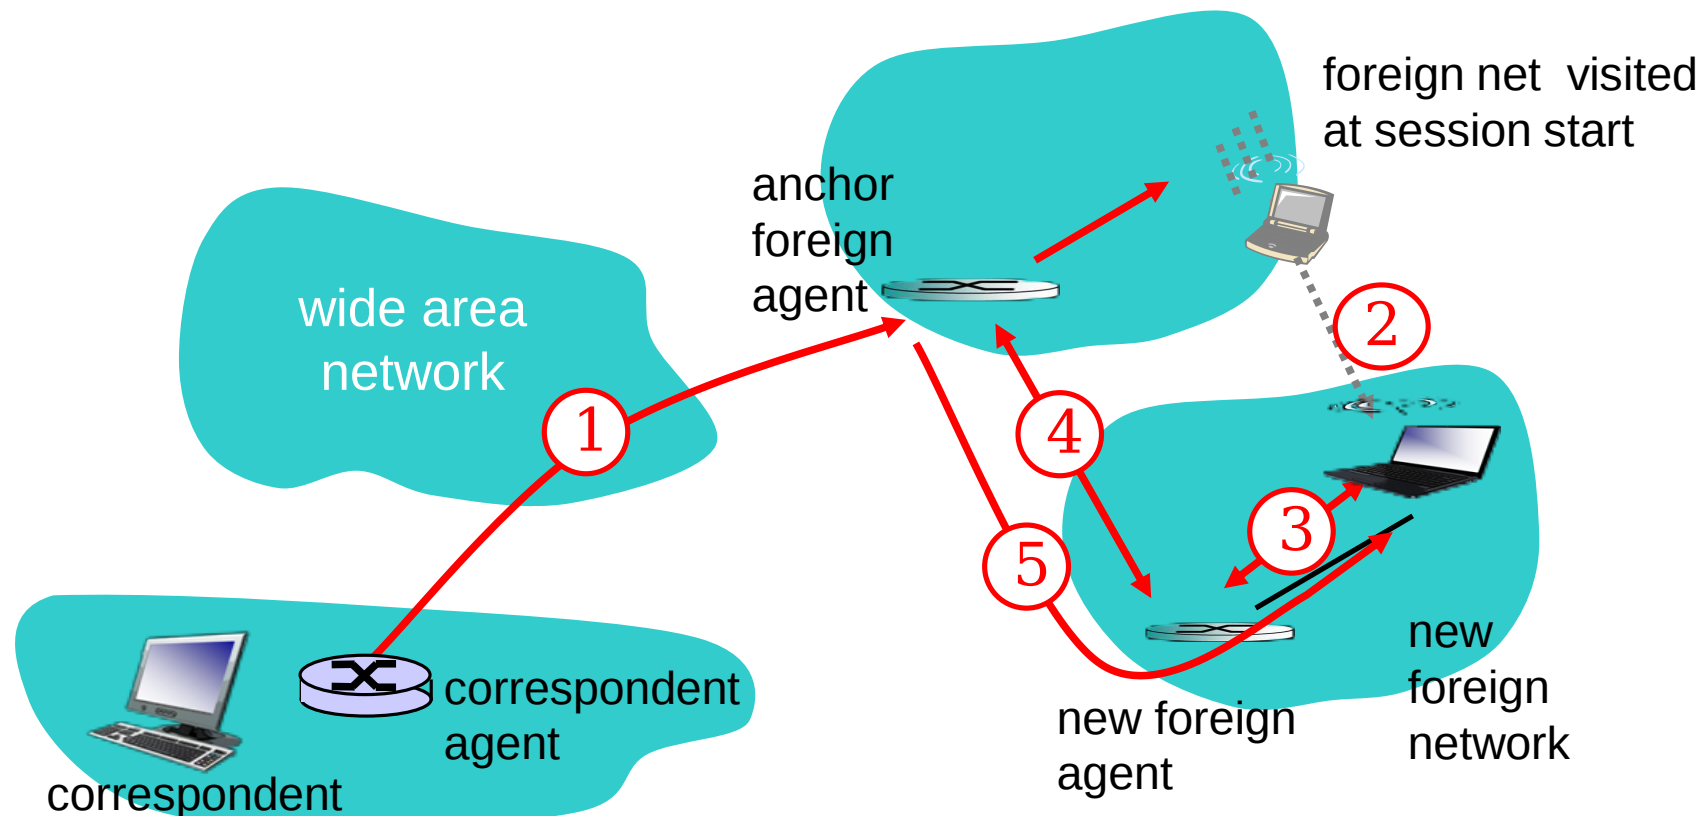 foreign net visited
at session start
anchor
foreign
agent
wide area
network
2
1
4
3
5
correspondent
agent
correspondent
new foreign
agent
new
foreign
network